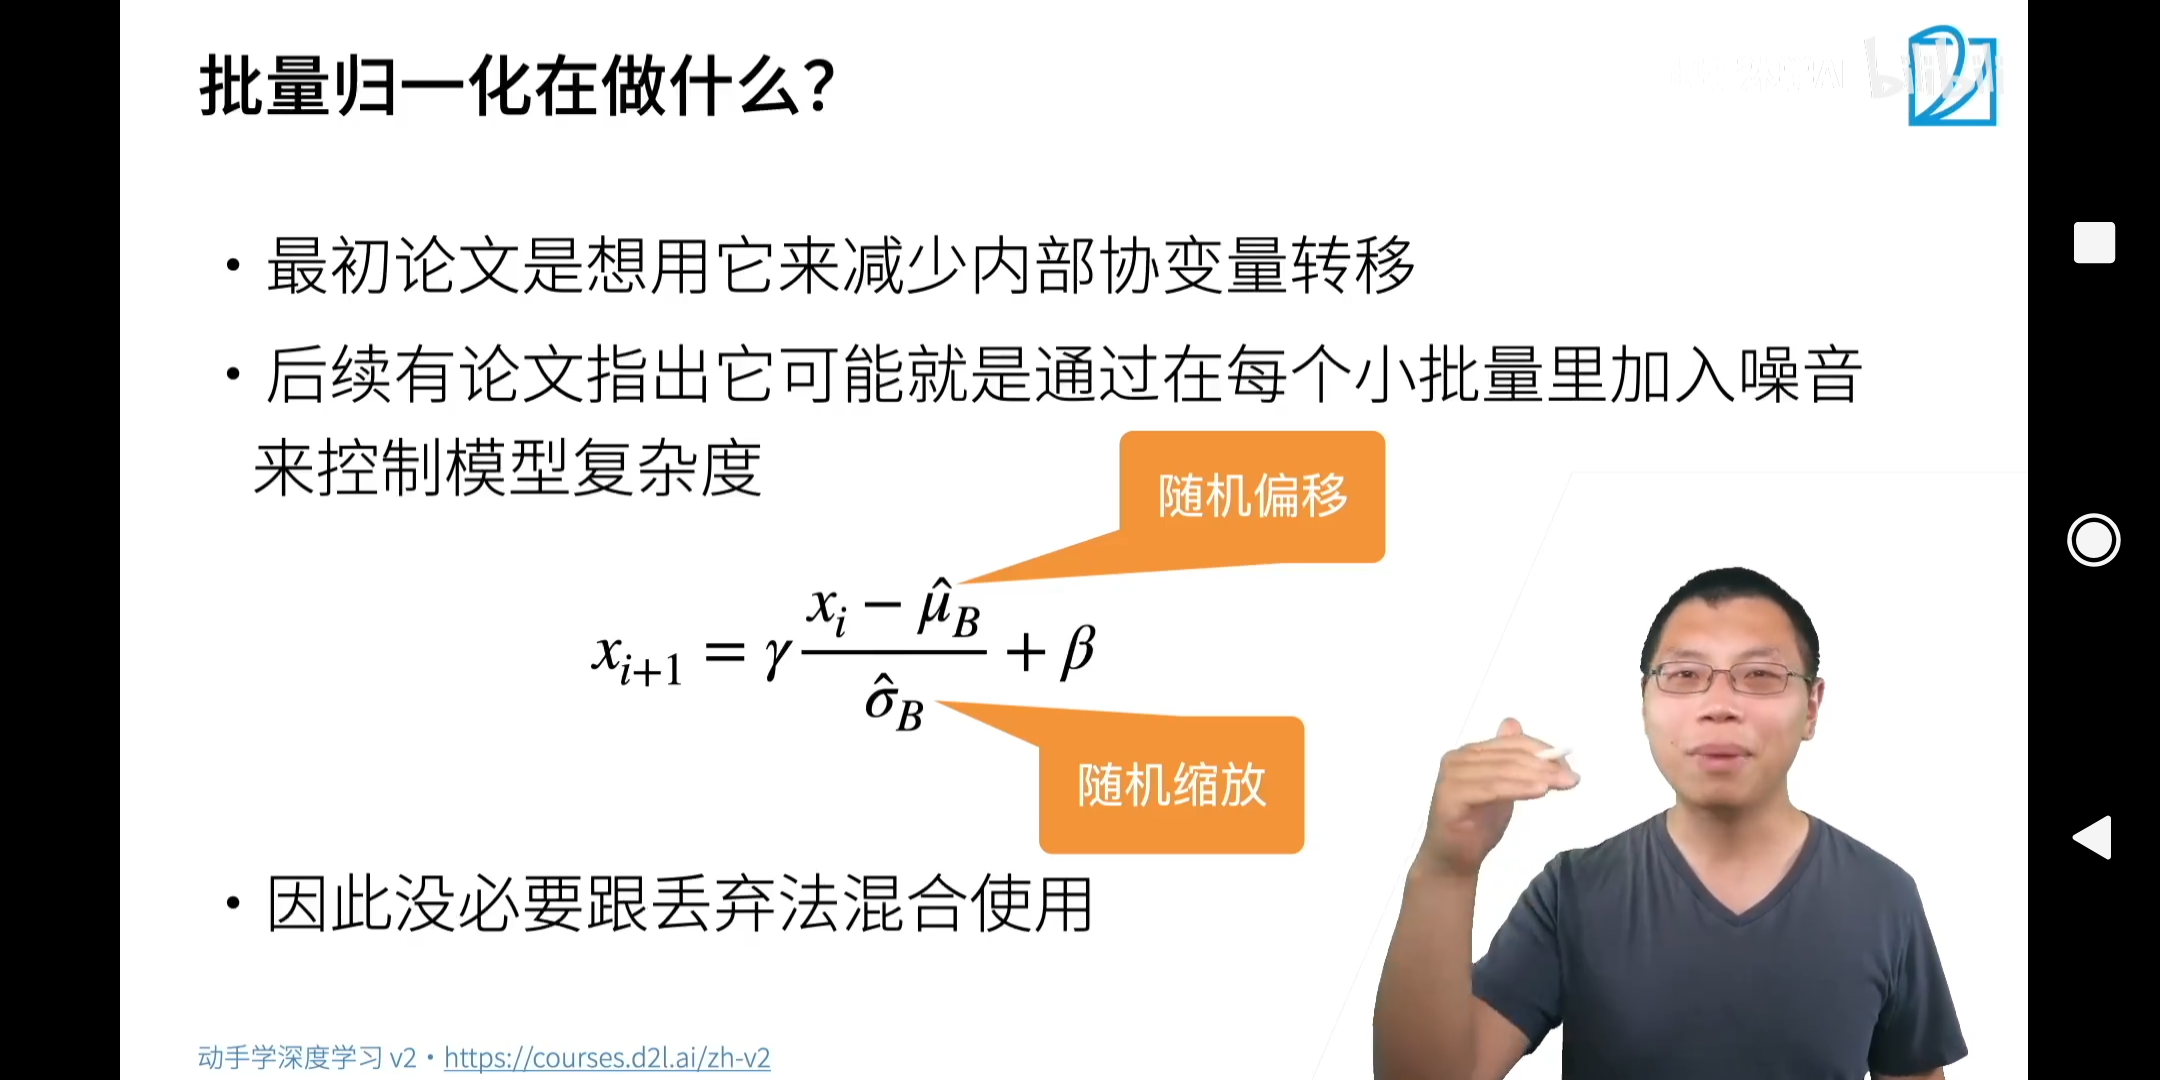 批量归一化在做什么？
bilibili
• 最初论文是想用它来减少内部协变量转移
• 后续有论文指出它可能就是通过在每个小批量里加入噪音
来控制模型复杂度
随机偏移
x_{i+1} = γ \frac{x_i − \hat{μ}_B}{\hat{σ}_B} + β
随机缩放
• 因此没必要跟丢弃法混合使用
动手学深度学习 v2 • https://courses.d2l.ai/zh-v2